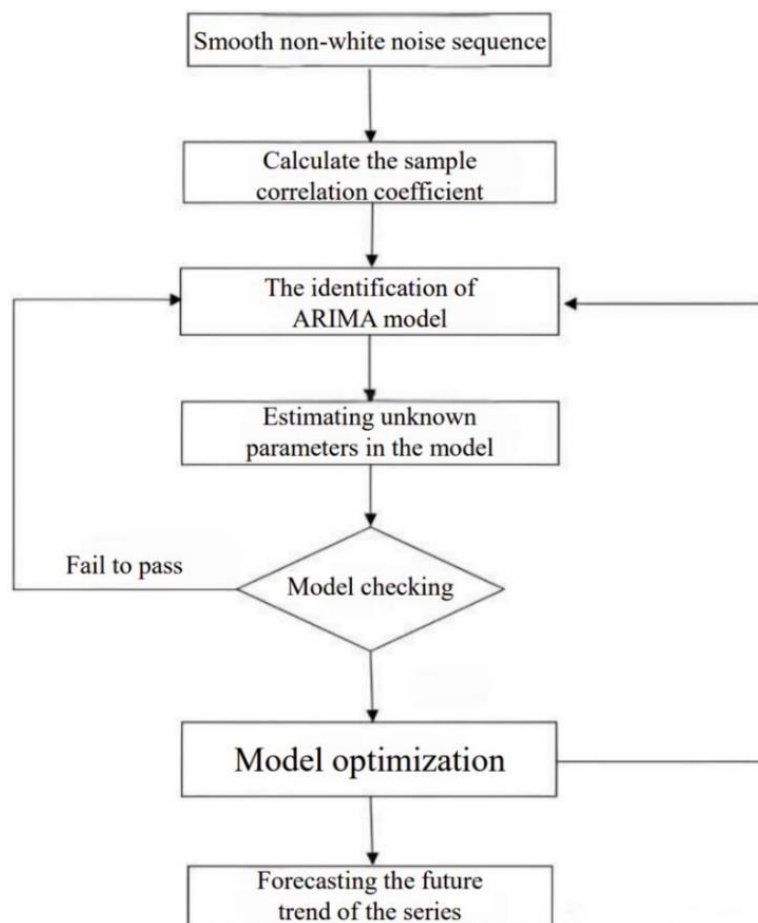 Smooth non-white noise sequence
Calculate the sample
correlation coefficient
The identification of
ARIMA model
Estimating unknown
parameters in the model
Fail to pass
Model checking
Model optimization
Forecasting the future
trend of the series